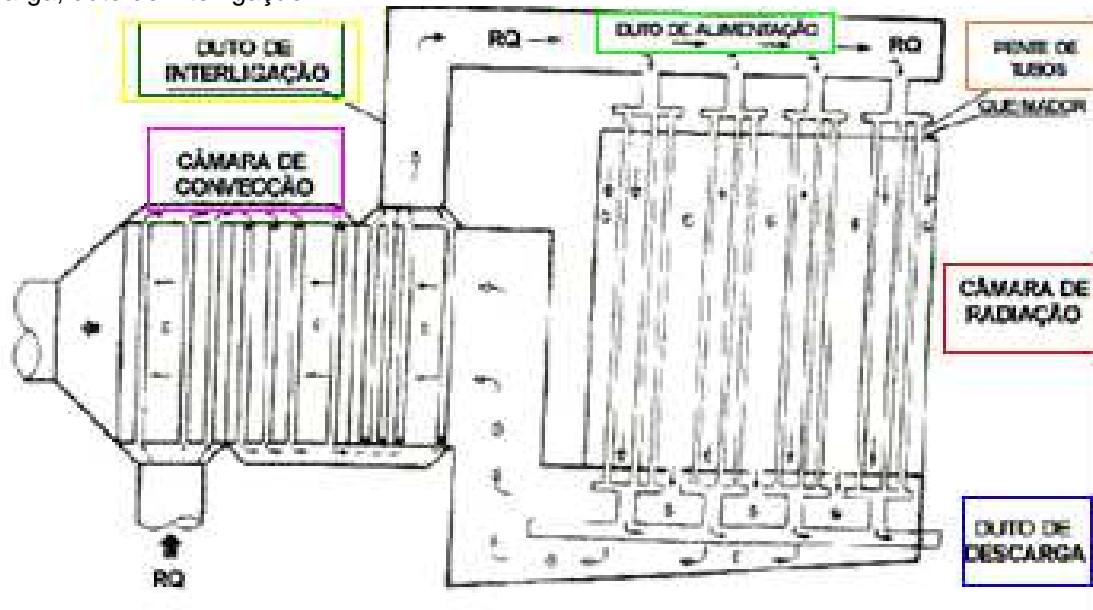 DUTO DE
INTERLIGAÇÃO
RQ
DUTO DE ALIMENTAÇÃO
RQ
PENTE DE
TUBOS
QUEIMADOR
CÂMARA DE
CONVECÇÃO
CÂMARA DE
RADIAÇÃO
DUTO DE
DESCARGA
RQ